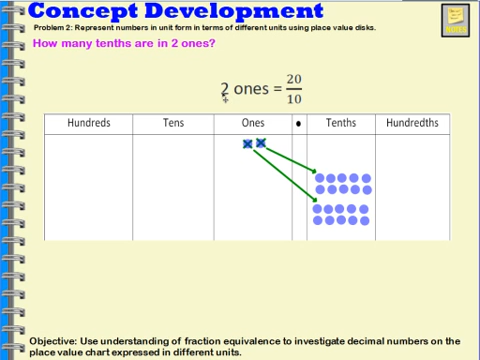 Concept Development
Problem 2: Represent numbers in unit form in terms of different units using place value disks.
How many tenths are in 2 ones?
2 ones = 20/10
Hundreds Tens Ones • Tenths Hundredths
Objective: Use understanding of fraction equivalence to investigate decimal numbers on the
place value chart expressed in different units.